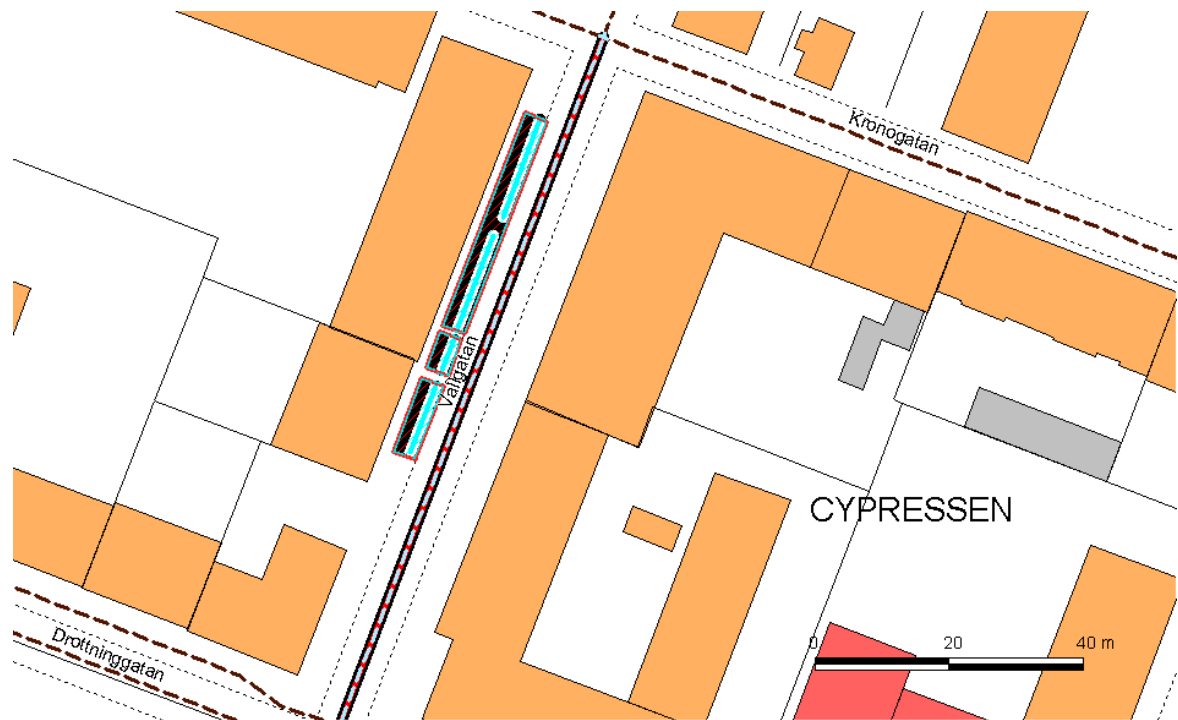 Kronogatan
Vallgatan
CYPRESSEN
0 20 40 m
Drottninggatan